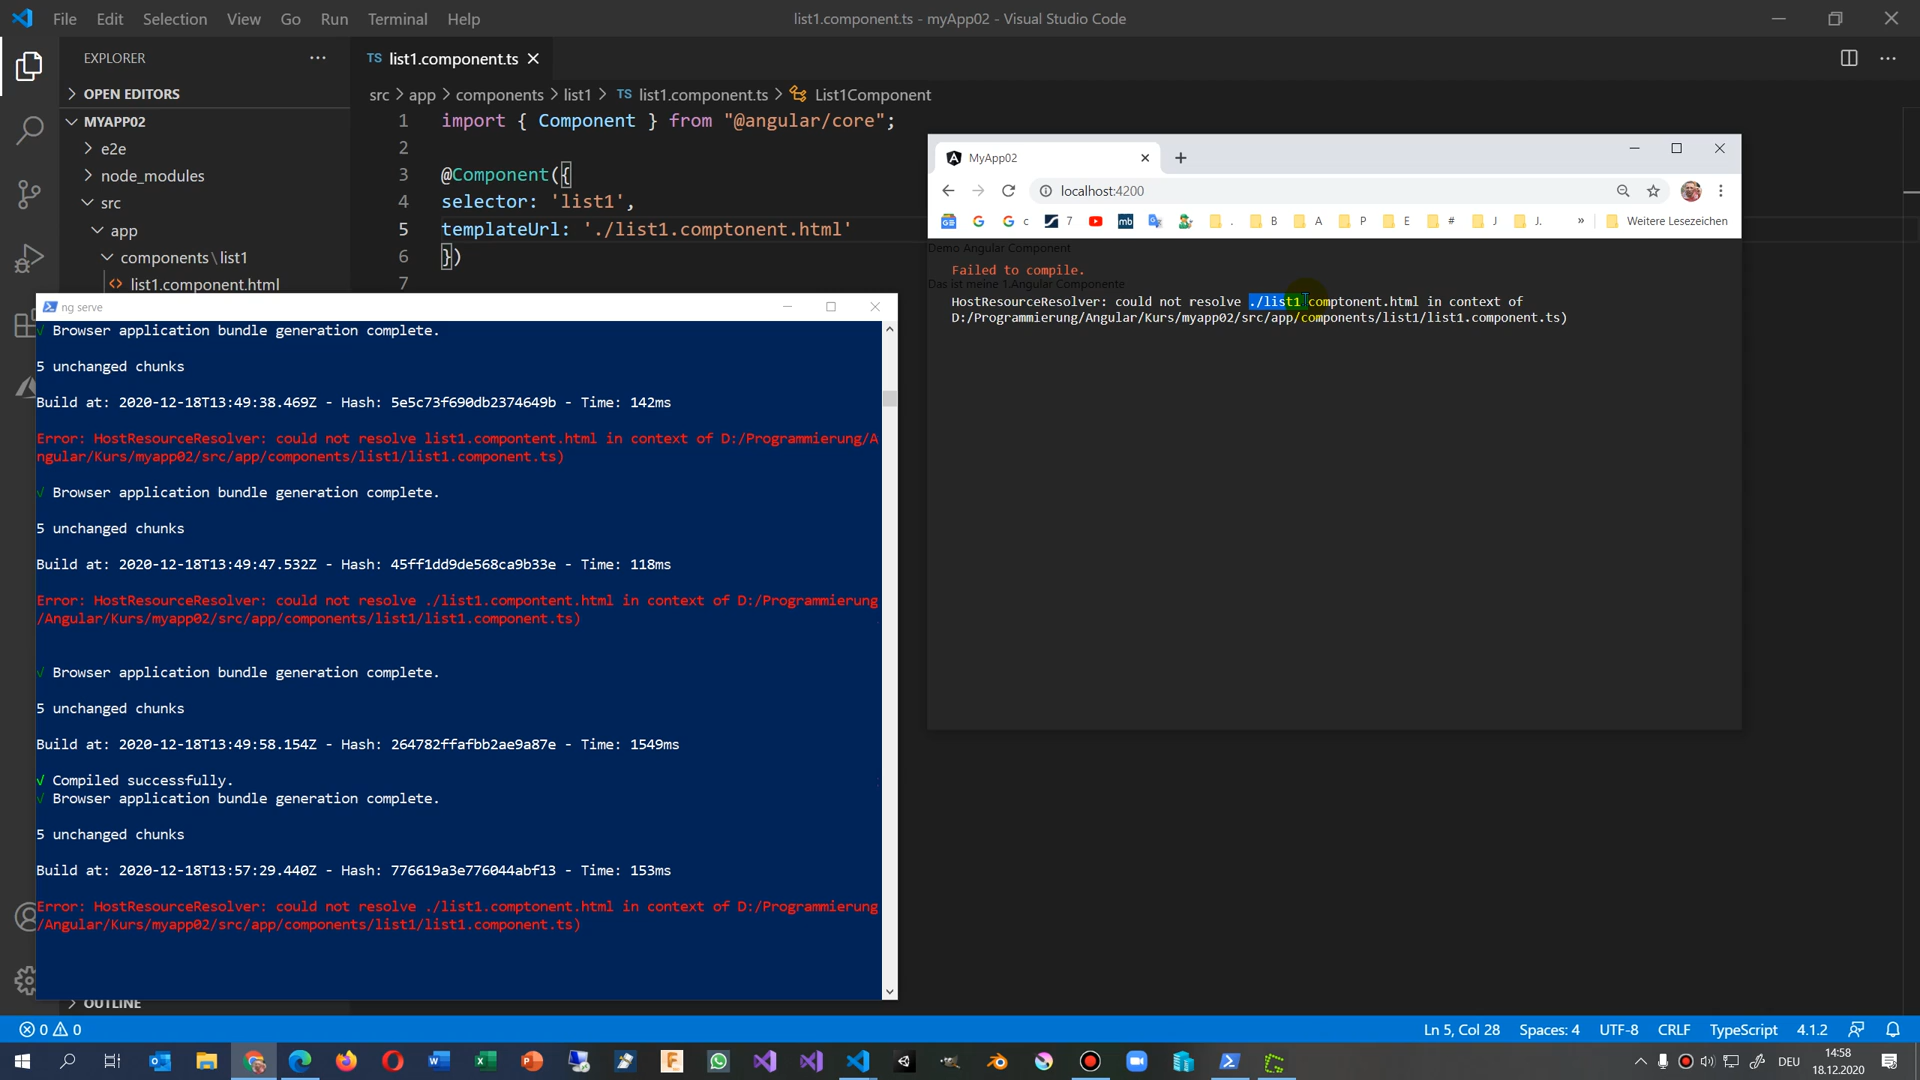 File Edit Selection View Go Run Terminal Help
list1.component.ts - myApp02 - Visual Studio Code
EXPLORER
OPEN EDITORS
MYAPP02
e2e
node_modules
src
app
components\list1
list1.component.html
OUTLINE
TS list1.component.ts
src > app > components > list1 > TS list1.component.ts > List1Component
1 import { Component } from "@angular/core";
2
3 @Component({
4 selector: 'list1',
5 templateUrl: './list1.comptonent.html'
6 })
7
ng serve
√ Browser application bundle generation complete.
5 unchanged chunks
Build at: 2020-12-18T13:49:38.469Z - Hash: 5e5c73f690db2374649b - Time: 142ms
Error: HostResourceResolver: could not resolve list1.compontent.html in context of D:/Programmierung/A
ngular/Kurs/myapp02/src/app/components/list1/list1.component.ts)
√ Browser application bundle generation complete.
5 unchanged chunks
Build at: 2020-12-18T13:49:47.532Z - Hash: 45ff1dd9de568ca9b33e - Time: 118ms
Error: HostResourceResolver: could not resolve ./list1.compontent.html in context of D:/Programmierung
/Angular/Kurs/myapp02/src/app/components/list1/list1.component.ts)
√ Browser application bundle generation complete.
5 unchanged chunks
Build at: 2020-12-18T13:49:58.154Z - Hash: 264782ffafbb2ae9a87e - Time: 1549ms
√ Compiled successfully.
√ Browser application bundle generation complete.
5 unchanged chunks
Build at: 2020-12-18T13:57:29.440Z - Hash: 776619a3e776044abf13 - Time: 153ms
Error: HostResourceResolver: could not resolve ./list1.comptonent.html in context of D:/Programmierung
/Angular/Kurs/myapp02/src/app/components/list1/list1.component.ts)
MyApp02
localhost:4200
c 7 mb . B A P E # J J. » Weitere Lesezeichen
Demo Angular Component
Failed to compile.
Das ist meine 1.Angular Componente
HostResourceResolver: could not resolve ./list1.comptonent.html in context of
D:/Programmierung/Angular/Kurs/myapp02/src/app/components/list1/list1.component.ts)
0 0
Ln 5, Col 28 Spaces: 4 UTF-8 CRLF TypeScript 4.1.2
DEU
14:58
18.12.2020